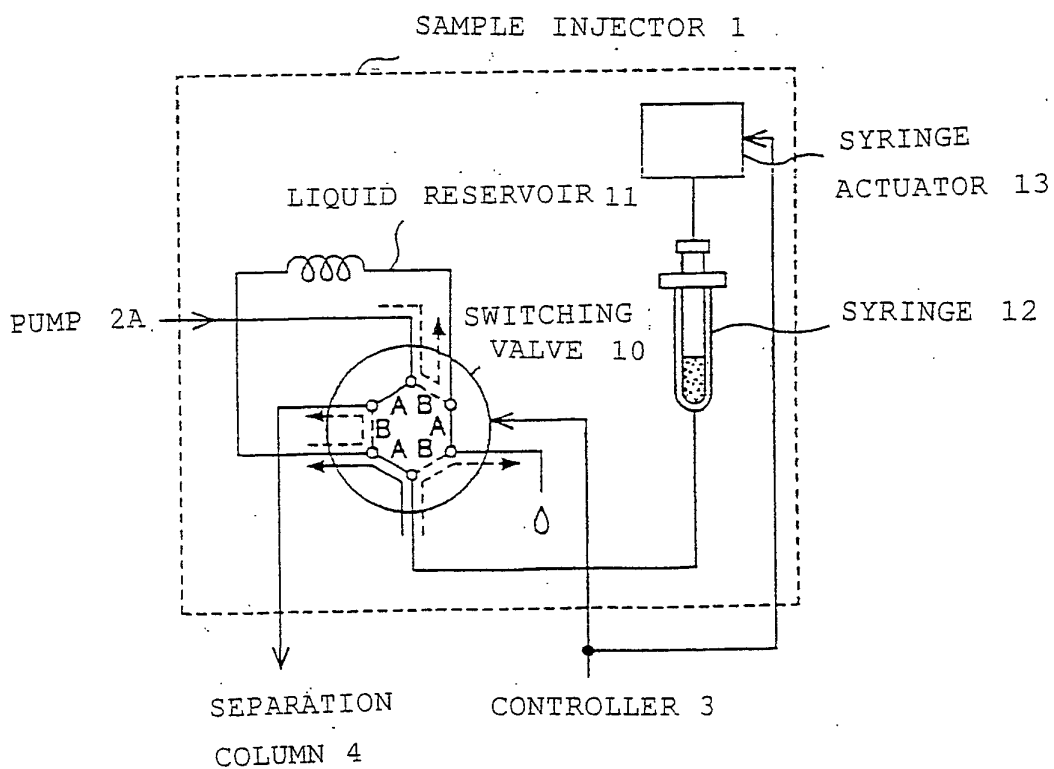 SAMPLE INJECTOR 1
SYRINGE
ACTUATOR 13
LIQUID RESERVOIR 11
PUMP 2A
SWITCHING
VALVE 10
SYRINGE 12
A B
B A
A B
SEPARATION
COLUMN 4
CONTROLLER 3